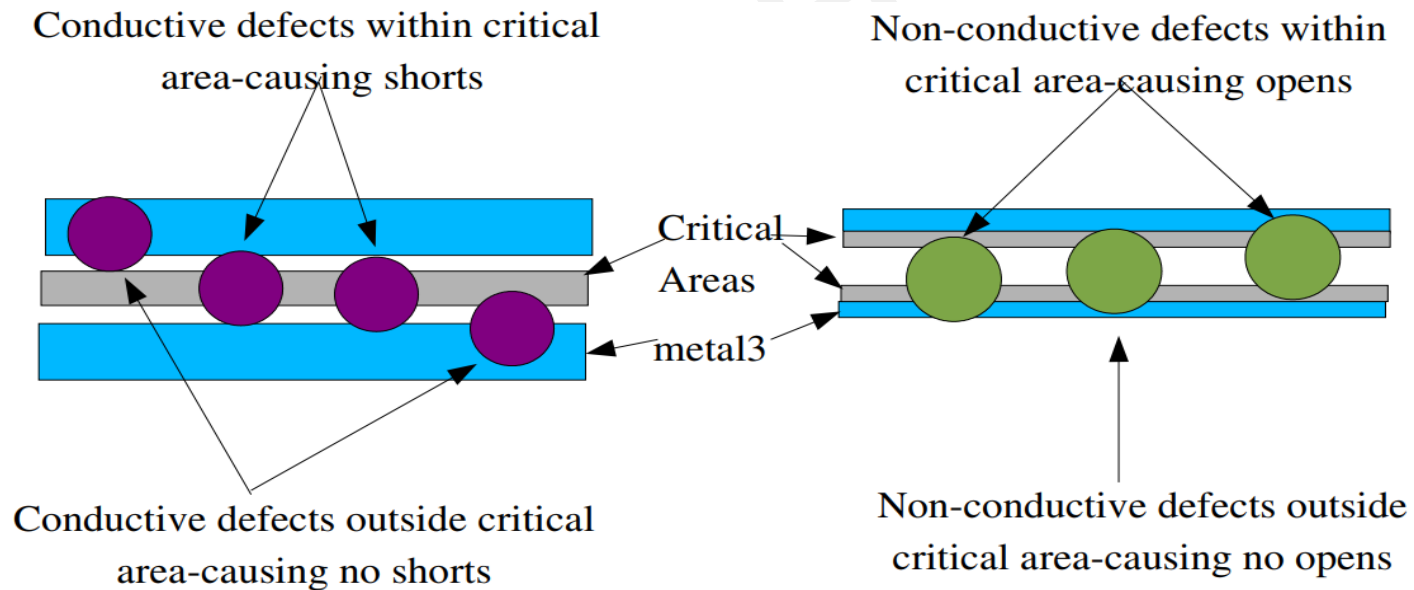 Conductive defects within critical
area-causing shorts
Non-conductive defects within
critical area-causing opens
Critical
Areas
metal3
Conductive defects outside critical
area-causing no shorts
Non-conductive defects outside
critical area-causing no opens